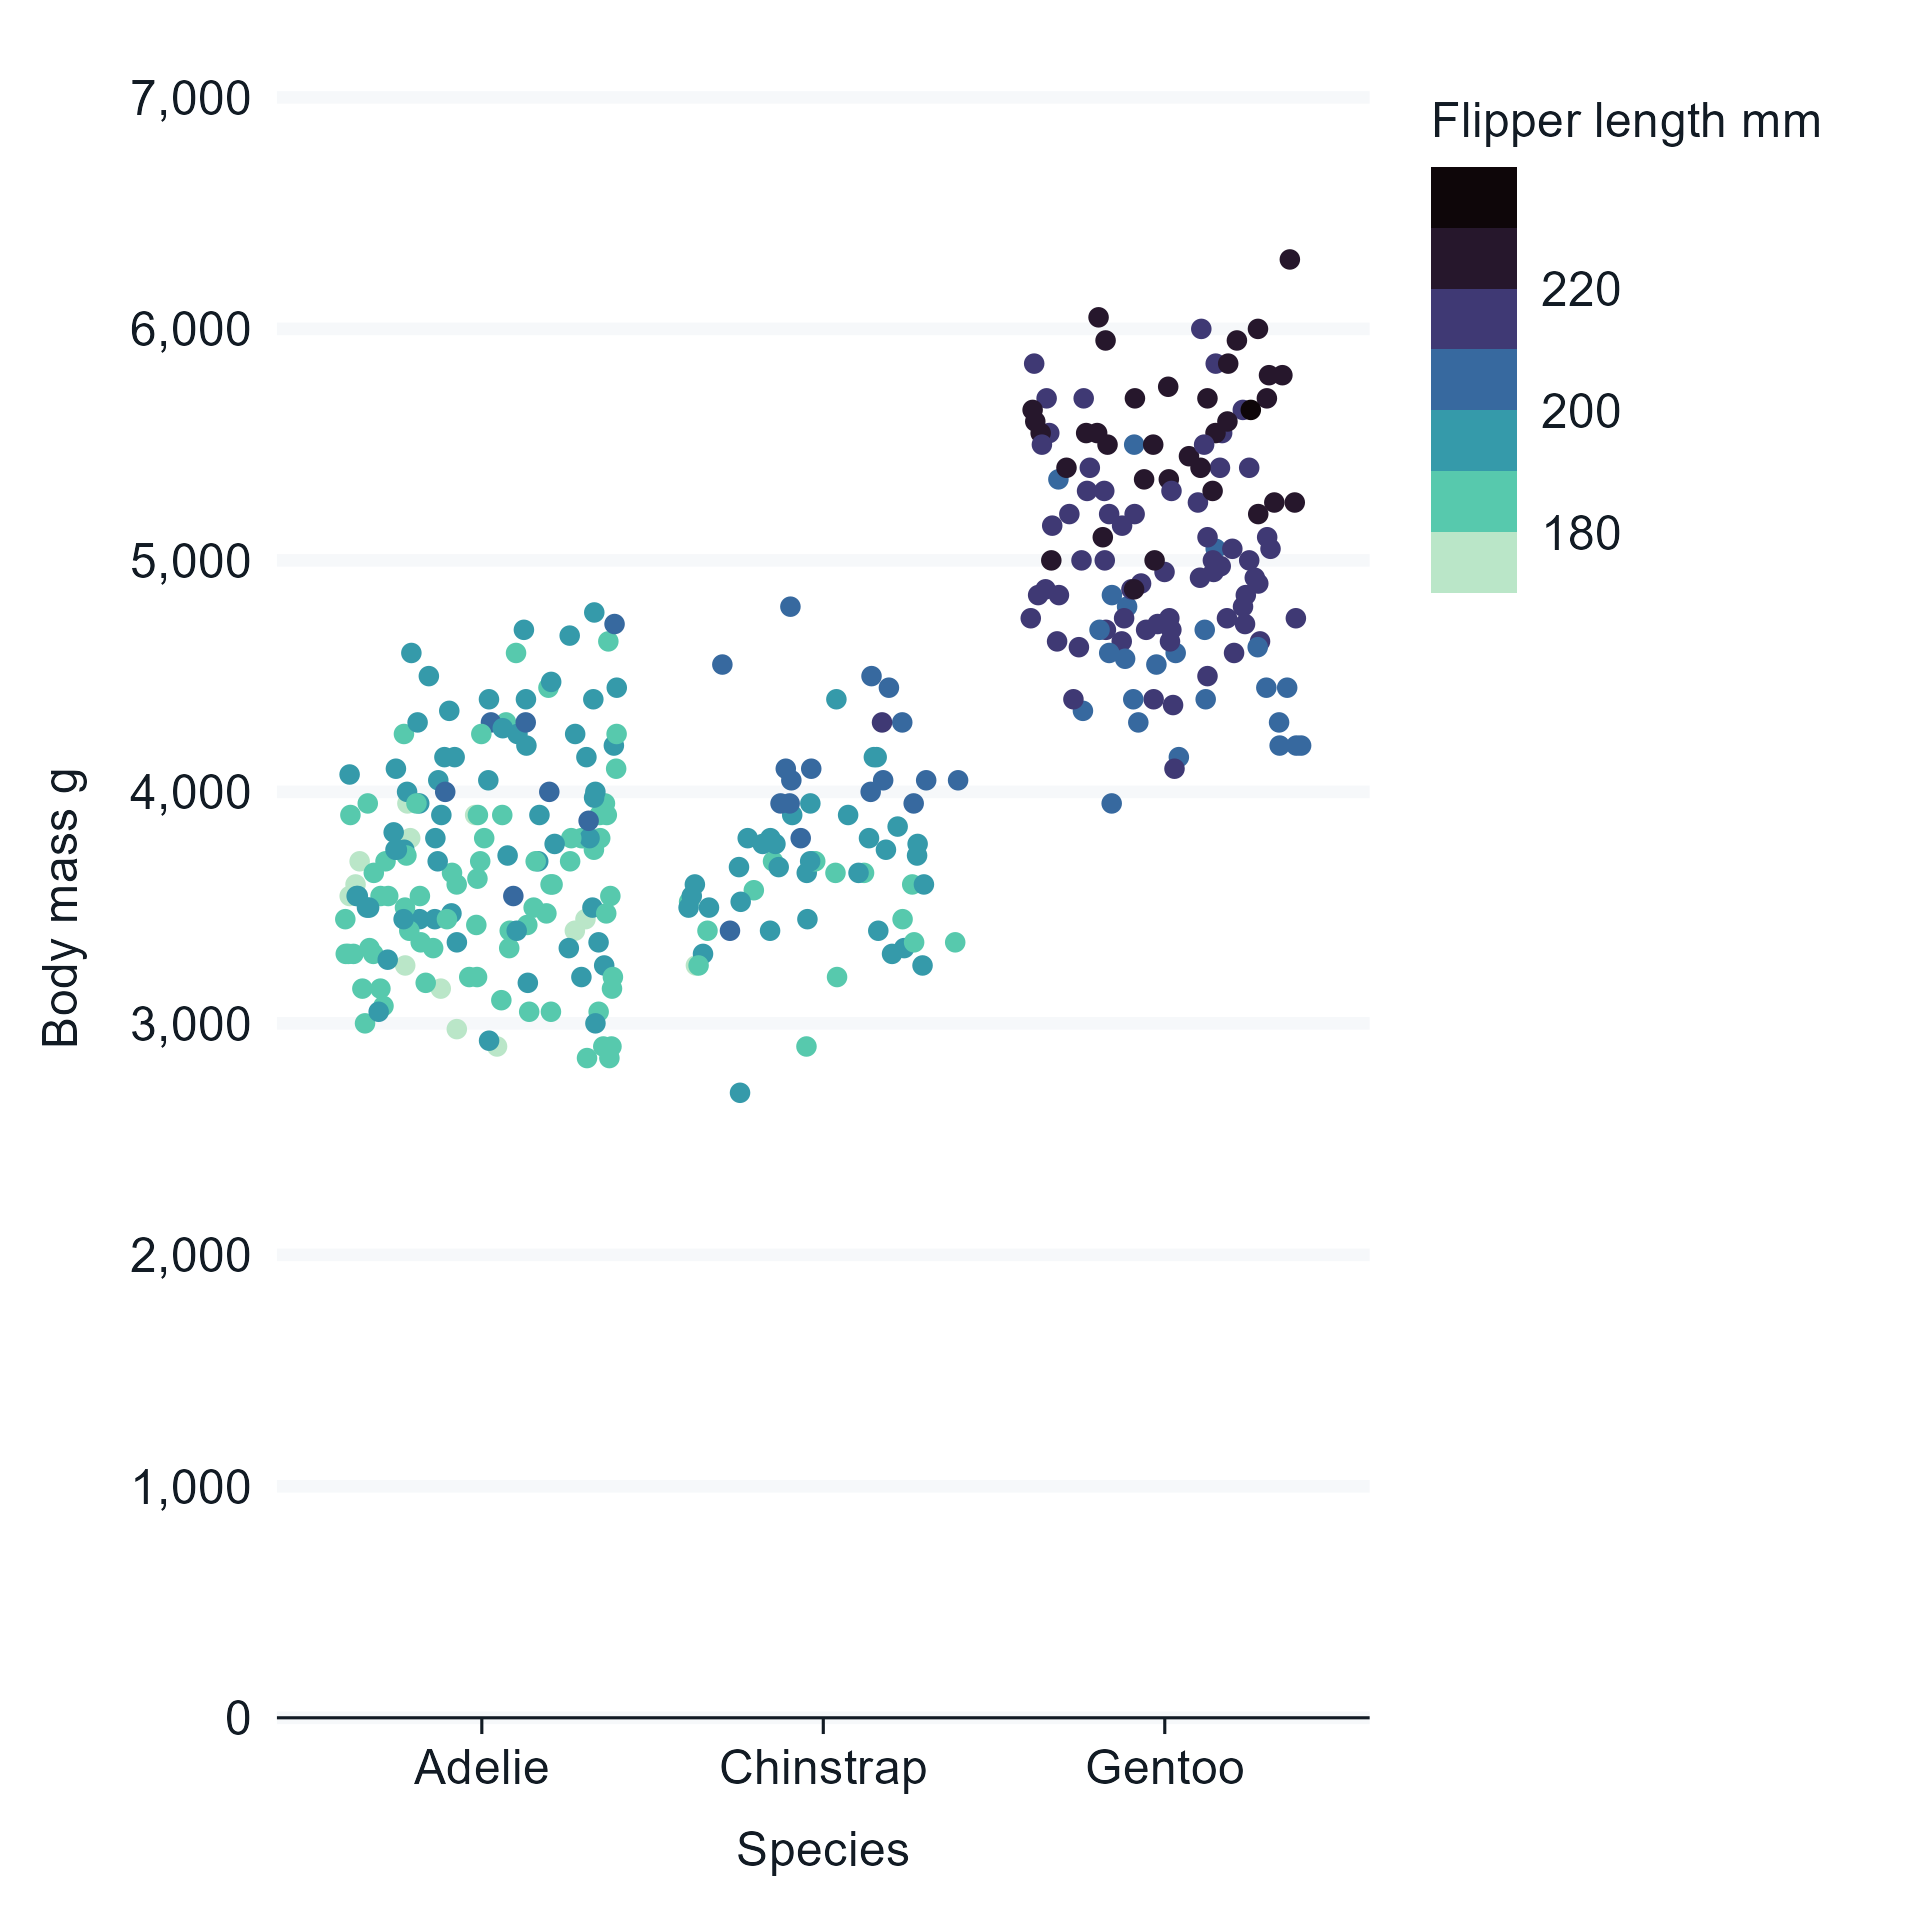 7,000
6,000
5,000
4,000
3,000
2,000
1,000
0
Body mass g
Adelie
Chinstrap
Gentoo
Species
Flipper length mm
220
200
180